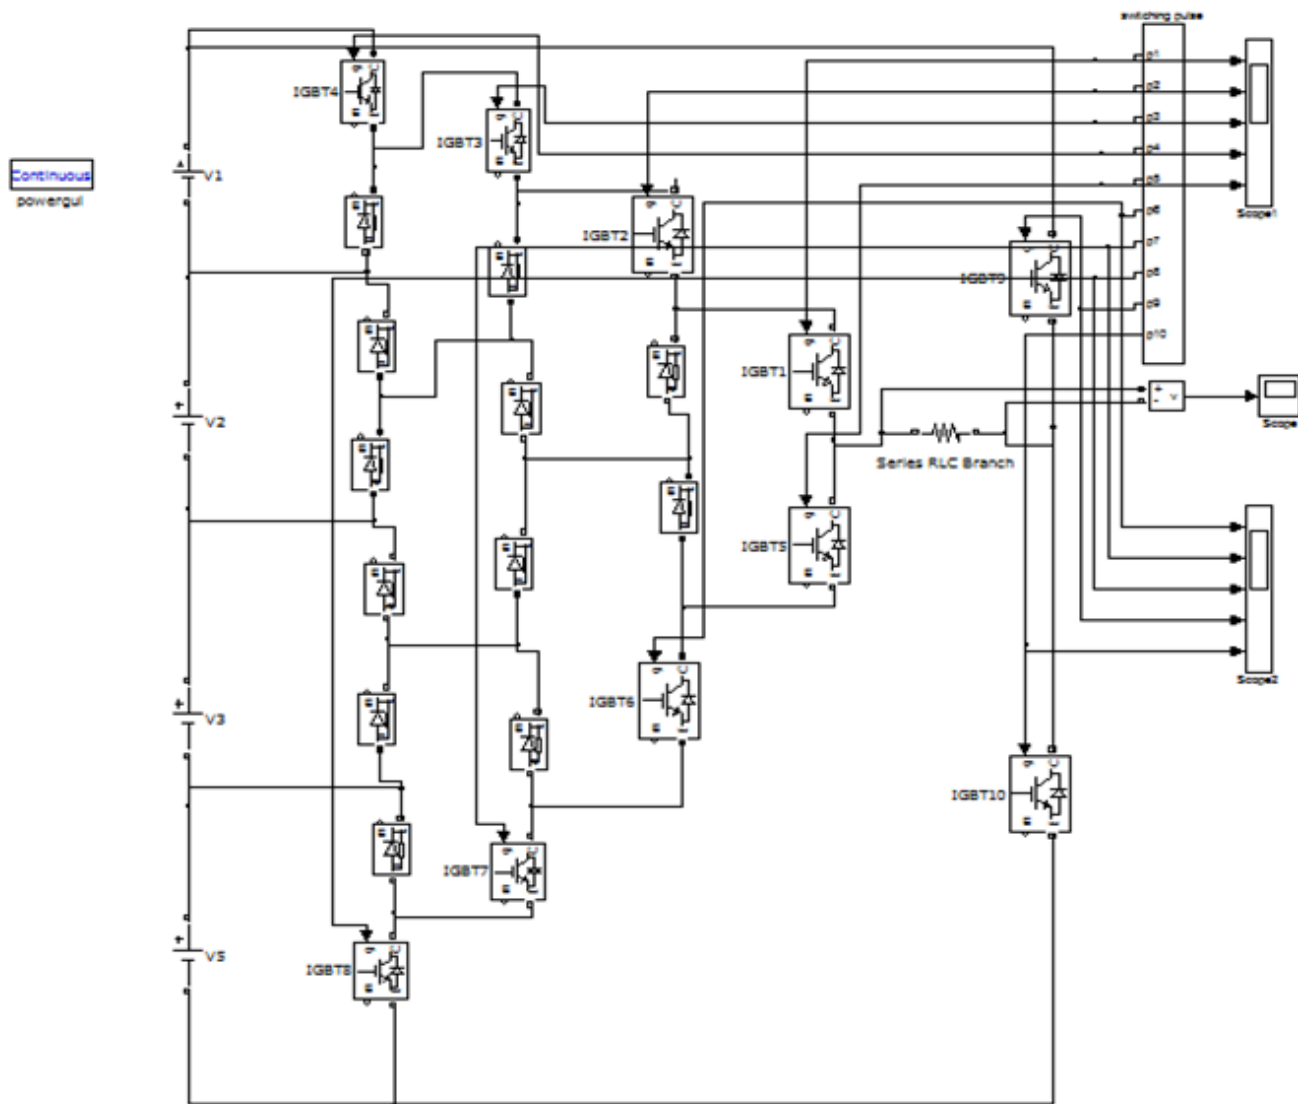 switching pulse
p1
p2
p3
p4
p5
p6
p7
p8
p9
p10
Scope1
IGBT4
IGBT3
Continuous
powergui
V1
IGBT2
IGBT9
IGBT1
V2
Series RLC Branch
+
-
v
Scope
IGBT5
IGBT6
V3
Scope2
IGBT10
IGBT7
V5
IGBT8
g
C
m
E